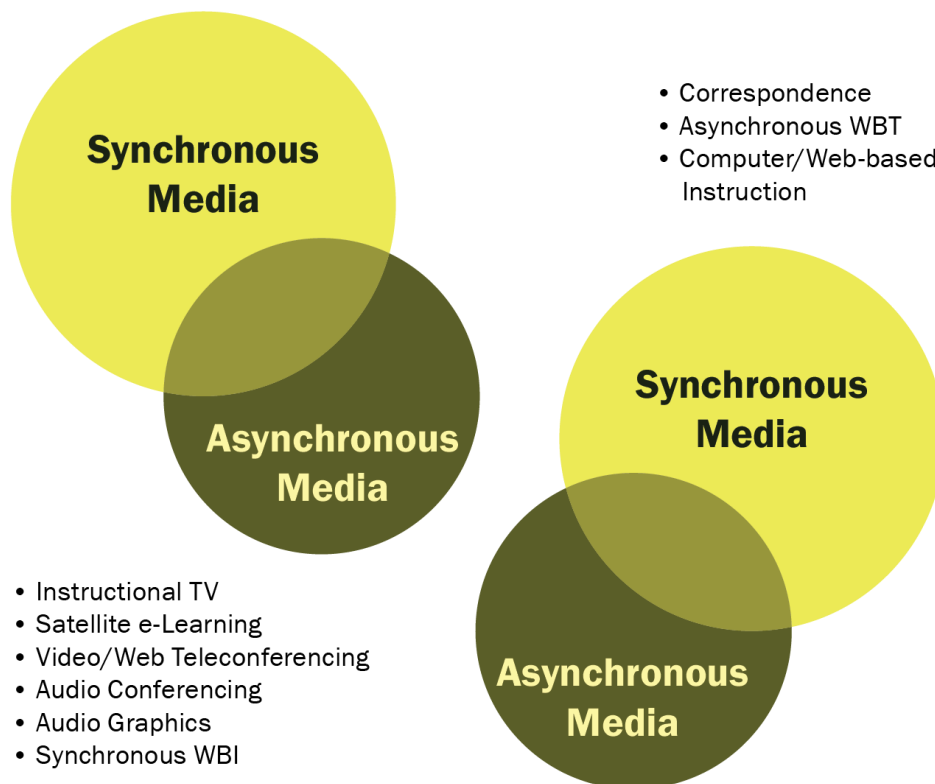 Synchronous
Media
Asynchronous
Media
• Instructional TV
• Satellite e-Learning
• Video/Web Teleconferencing
• Audio Conferencing
• Audio Graphics
• Synchronous WBI
• Correspondence
• Asynchronous WBT
• Computer/Web-based
Instruction
Synchronous
Media
Asynchronous
Media